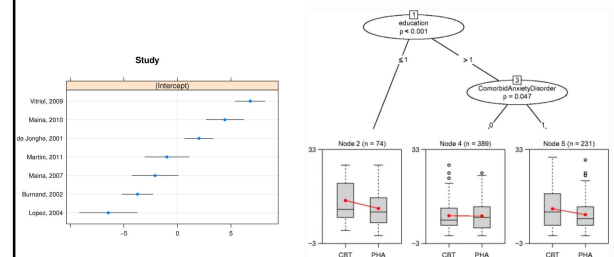 Study
(Intercept)
Vitriol, 2009
Maina, 2010
de Jonghe, 2001
Martini, 2011
Maina, 2007
Burnand, 2002
Lopez, 2004
−5
0
5
1
education
p < 0.001
≤ 1
> 1
3
ComorbidAnxietyDisorder
p = 0.047
0
1
Node 2 (n = 74)
33
−3
CBT
PHA
Node 4 (n = 389)
33
−3
CBT
PHA
Node 5 (n = 231)
33
−3
CBT
PHA